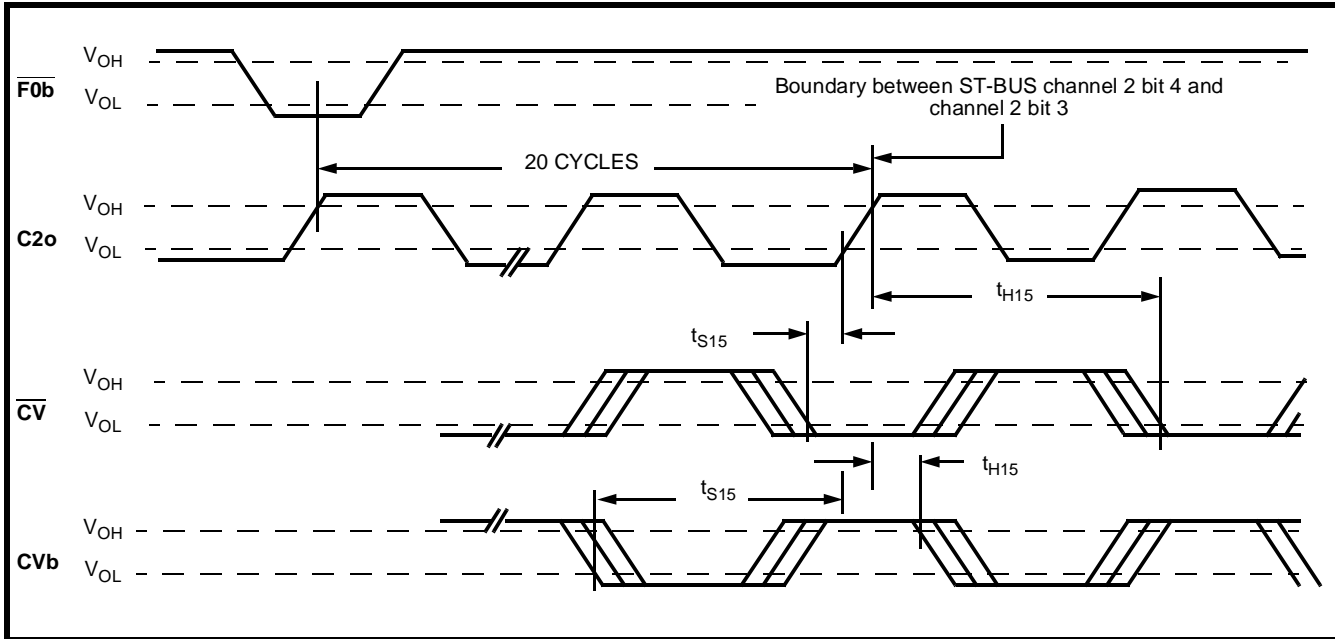 V_OH
F0b
V_OL
Boundary between ST-BUS channel 2 bit 4 and
channel 2 bit 3
20 CYCLES
V_OH
C2o
V_OL
t_H15
t_S15
V_OH
CV
V_OL
t_H15
t_S15
V_OH
CVb
V_OL